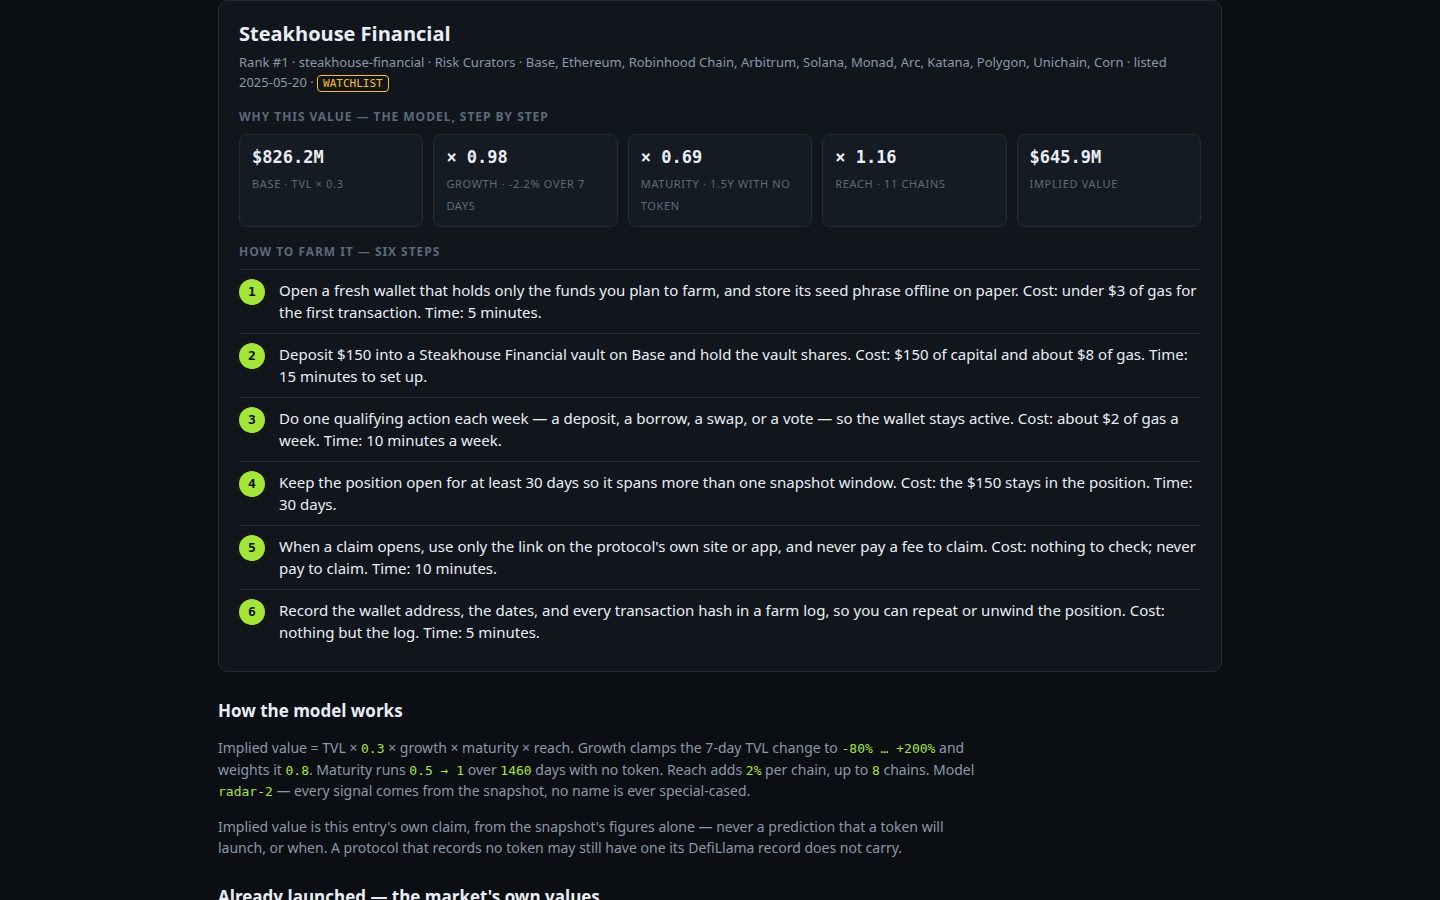 Steakhouse Financial
Rank #1 · steakhouse-financial · Risk Curators · Base, Ethereum, Robinhood Chain, Arbitrum, Solana, Monad, Arc, Katana, Polygon, Unichain, Corn · listed
2025-05-20 · WATCHLIST
WHY THIS VALUE — THE MODEL, STEP BY STEP
$826.2M
BASE · TVL × 0.3
× 0.98
GROWTH · -2.2% OVER 7
DAYS
× 0.69
MATURITY · 1.5Y WITH NO
TOKEN
× 1.16
REACH · 11 CHAINS
$645.9M
IMPLIED VALUE
HOW TO FARM IT — SIX STEPS
1 Open a fresh wallet that holds only the funds you plan to farm, and store its seed phrase offline on paper. Cost: under $3 of gas for
the first transaction. Time: 5 minutes.
2 Deposit $150 into a Steakhouse Financial vault on Base and hold the vault shares. Cost: $150 of capital and about $8 of gas. Time:
15 minutes to set up.
3 Do one qualifying action each week — a deposit, a borrow, a swap, or a vote — so the wallet stays active. Cost: about $2 of gas a
week. Time: 10 minutes a week.
4 Keep the position open for at least 30 days so it spans more than one snapshot window. Cost: the $150 stays in the position. Time:
30 days.
5 When a claim opens, use only the link on the protocol's own site or app, and never pay a fee to claim. Cost: nothing to check; never
pay to claim. Time: 10 minutes.
6 Record the wallet address, the dates, and every transaction hash in a farm log, so you can repeat or unwind the position. Cost:
nothing but the log. Time: 5 minutes.
How the model works
Implied value = TVL × 0.3 × growth × maturity × reach. Growth clamps the 7-day TVL change to -80% … +200% and
weights it 0.8. Maturity runs 0.5 → 1 over 1460 days with no token. Reach adds 2% per chain, up to 8 chains. Model
radar-2 — every signal comes from the snapshot, no name is ever special-cased.
Implied value is this entry's own claim, from the snapshot's figures alone — never a prediction that a token will
launch, or when. A protocol that records no token may still have one its DefiLlama record does not carry.
Already launched — the market's own values